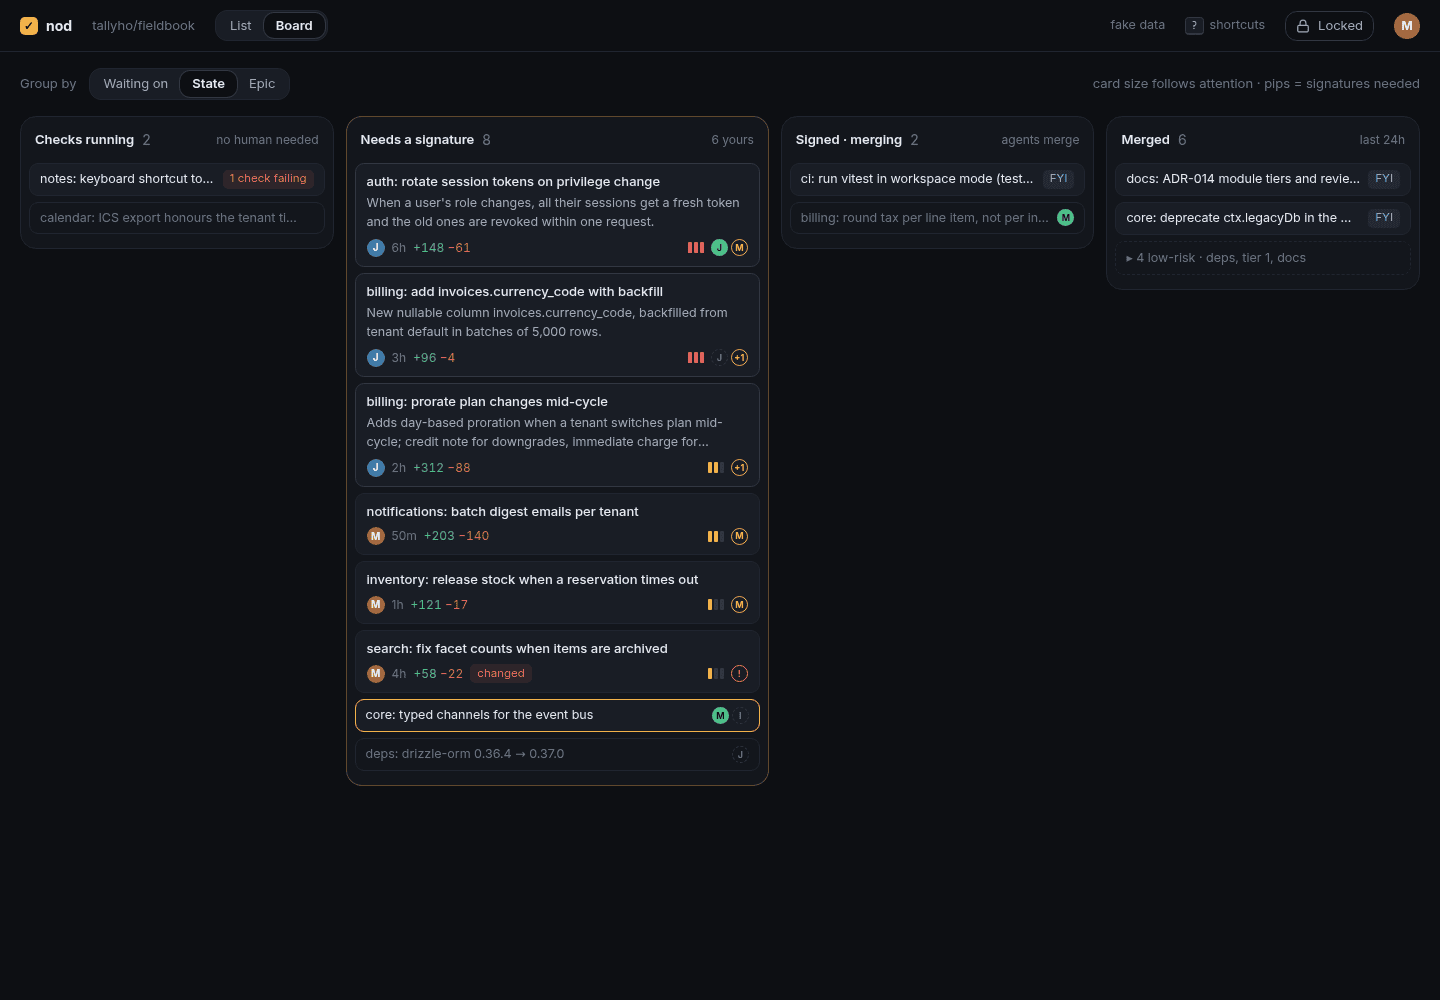 ✓ nod tallyho/fieldbook List Board fake data ? shortcuts Locked M
Group by Waiting on State Epic card size follows attention · pips = signatures needed
Checks running 2 no human needed
notes: keyboard shortcut to... 1 check failing
calendar: ICS export honours the tenant ti...
Needs a signature 8 6 yours
auth: rotate session tokens on privilege change
When a user's role changes, all their sessions get a fresh token
and the old ones are revoked within one request.
J 6h +148 −61 J M
billing: add invoices.currency_code with backfill
New nullable column invoices.currency_code, backfilled from
tenant default in batches of 5,000 rows.
J 3h +96 −4 J +1
billing: prorate plan changes mid-cycle
Adds day-based proration when a tenant switches plan mid-
cycle; credit note for downgrades, immediate charge for...
J 2h +312 −88 +1
notifications: batch digest emails per tenant
M 50m +203 −140 M
inventory: release stock when a reservation times out
M 1h +121 −17 M
search: fix facet counts when items are archived
M 4h +58 −22 changed !
core: typed channels for the event bus M I
deps: drizzle-orm 0.36.4 → 0.37.0 J
Signed · merging 2 agents merge
ci: run vitest in workspace mode (test... FYI
billing: round tax per line item, not per in... M
Merged 6 last 24h
docs: ADR-014 module tiers and revie... FYI
core: deprecate ctx.legacyDb in the ... FYI
▸ 4 low-risk · deps, tier 1, docs